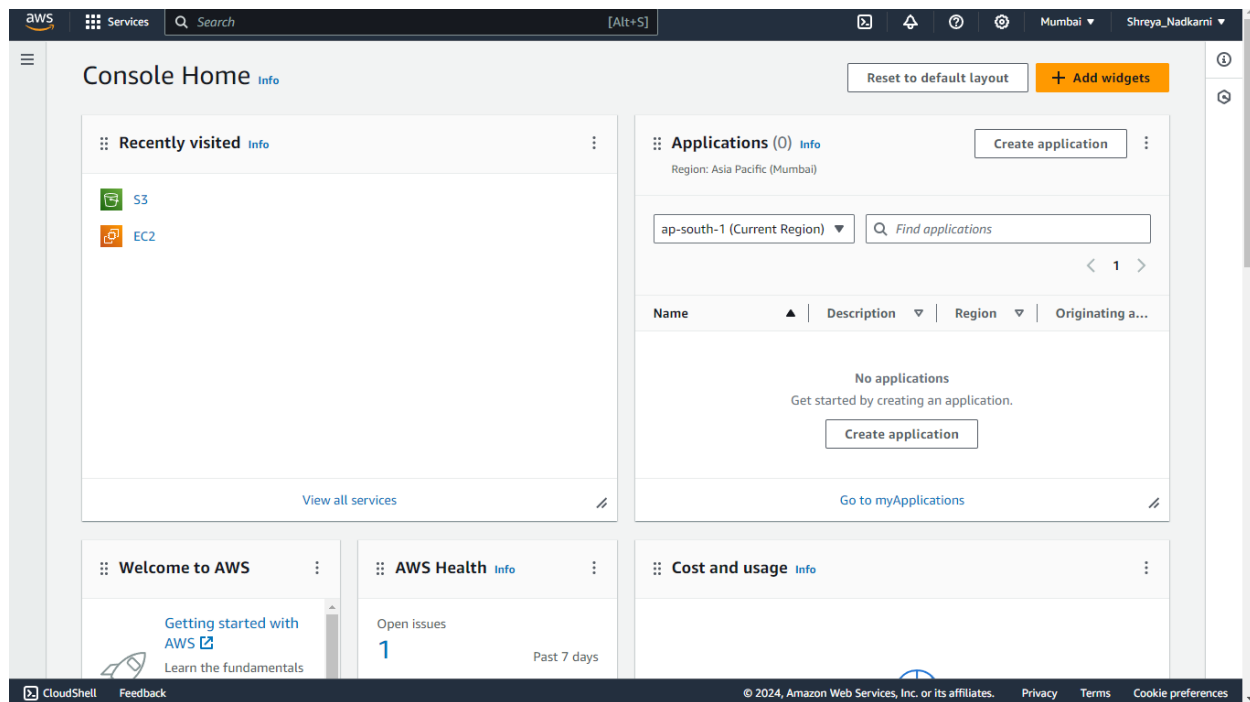 aws Services Search [Alt+S] Mumbai ▼ Shreya_Nadkarni ▼
Console Home Info
Reset to default layout
+ Add widgets
Recently visited Info
S3
EC2
View all services
Applications (0) Info
Create application
Region: Asia Pacific (Mumbai)
ap-south-1 (Current Region) ▼ Find applications
< 1 >
Name ▲ Description ▽ Region ▽ Originating a...
No applications
Get started by creating an application.
Create application
Go to myApplications
Welcome to AWS
Getting started with
AWS
Learn the fundamentals
AWS Health Info
Open issues
1
Past 7 days
Cost and usage Info
CloudShell Feedback © 2024, Amazon Web Services, Inc. or its affiliates. Privacy Terms Cookie preferences